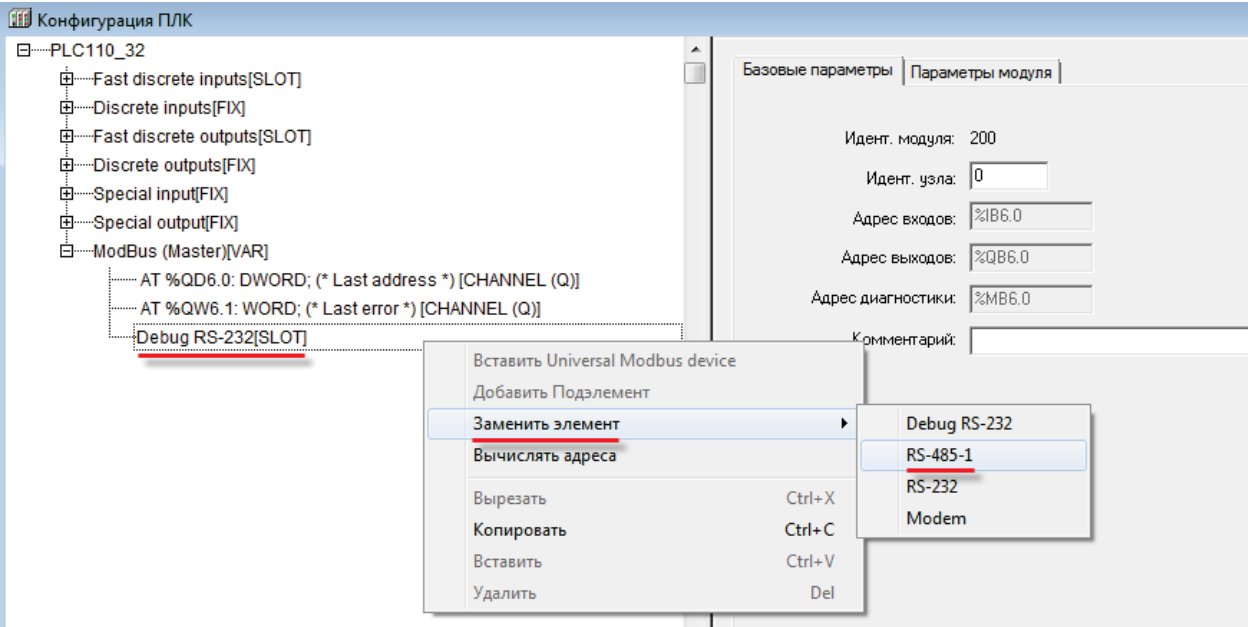 Конфигурация ПЛК
PLC110_32
Fast discrete inputs[SLOT]
Discrete inputs[FIX]
Fast discrete outputs[SLOT]
Discrete outputs[FIX]
Special input[FIX]
Special output[FIX]
ModBus (Master)[VAR]
AT %QD6.0: DWORD; (* Last address *) [CHANNEL (Q)]
AT %QW6.1: WORD; (* Last error *) [CHANNEL (Q)]
Debug RS-232[SLOT]
Базовые параметры Параметры модуля
Идент. модуля: 200
Идент. узла: 0
Адрес входов: %IB6.0
Адрес выходов: %QB6.0
Адрес диагностики: %MB6.0
Комментарий:
Вставить Universal Modbus device
Добавить Подэлемент
Заменить элемент
Вычислять адреса
Вырезать Ctrl+X
Копировать Ctrl+C
Вставить Ctrl+V
Удалить Del
Debug RS-232
RS-485-1
RS-232
Modem